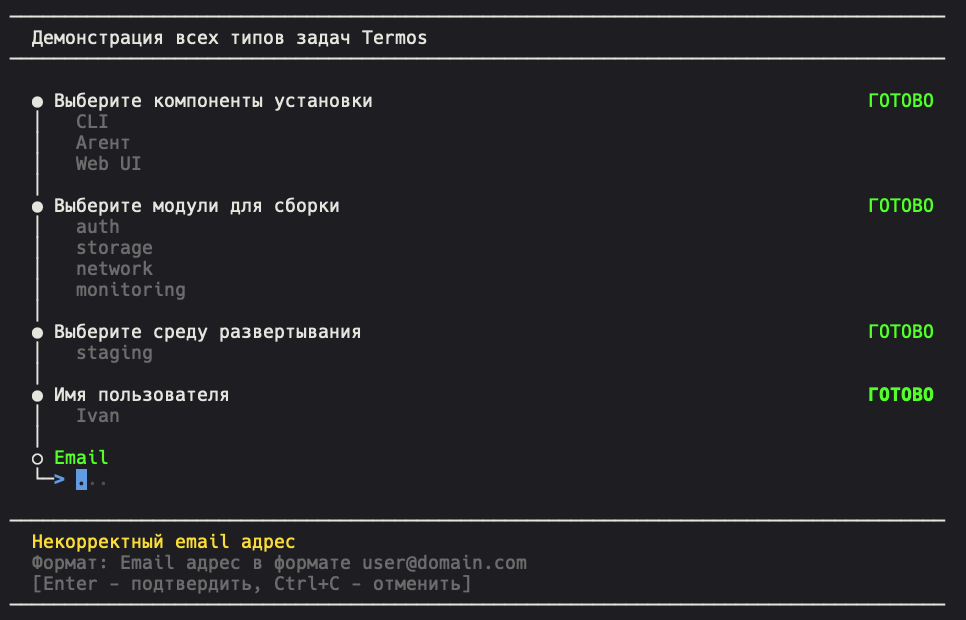 Демонстрация всех типов задач Termos
Выберите компоненты установки ГОТОВО
CLI
Агент
Web UI
Выберите модули для сборки ГОТОВО
auth
storage
network
monitoring
Выберите среду развертывания ГОТОВО
staging
Имя пользователя ГОТОВО
Ivan
Email
> ...
Некорректный email адрес
Формат: Email адрес в формате user@domain.com
[Enter - подтвердить, Ctrl+C - отменить]